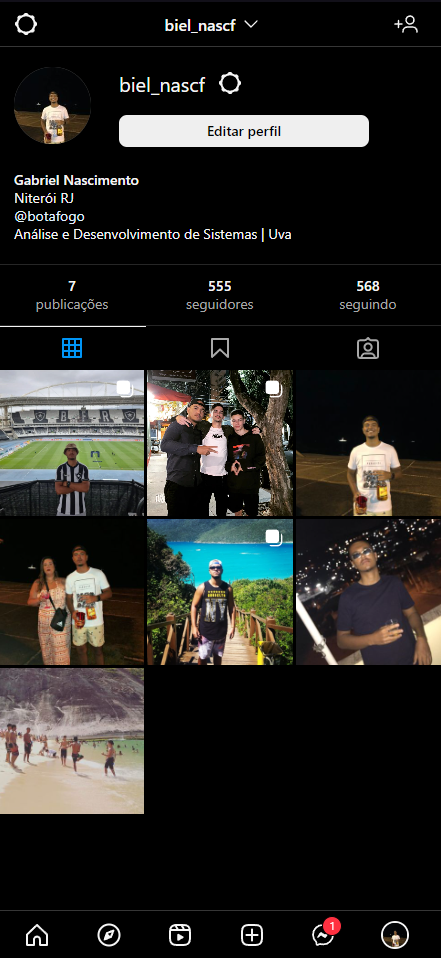 biel_nascf
biel_nascf
Editar perfil
Gabriel Nascimento
Niterói RJ
@botafogo
Análise e Desenvolvimento de Sistemas | Uva
7
publicações
555
seguidores
568
seguindo
1